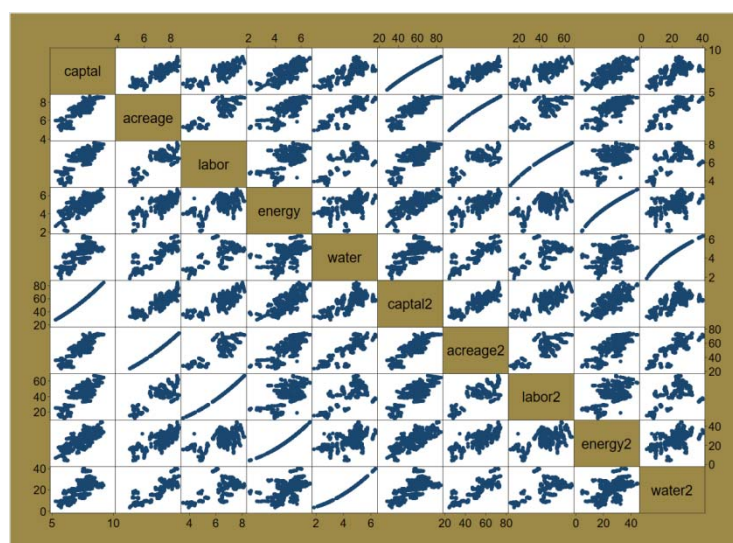 4 6 8 2 4 6 20 40 60 80 20 40 60 0 20 40
captal 10
5
8 acreage
6
4
labor 8
6
4
6 energy
4
2
water 6
4
2
80 captal2
60
40
20
acreage2 80
60
40
20
60 labor2
40
20
energy2 40
20
0
40 water2
20
0
5 10 4 6 8 2 4 6 20 40 60 80 0 20 40